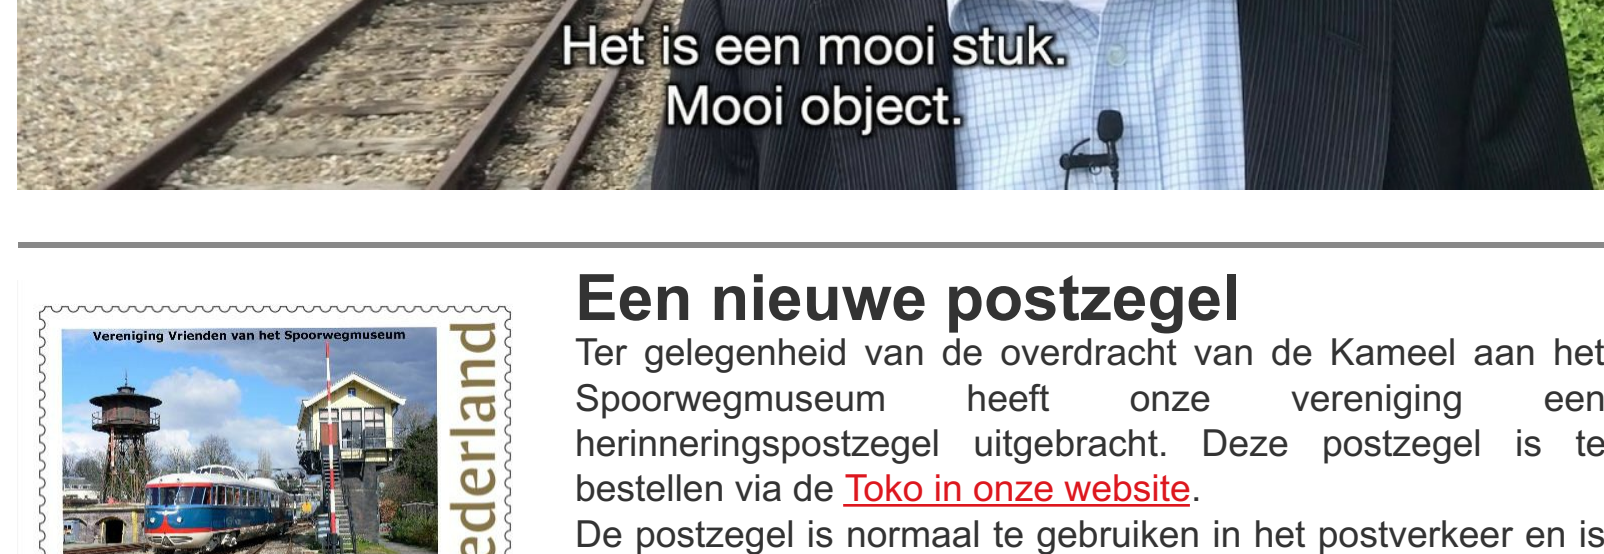 Het is een mooi stuk.
Mooi object.
Een nieuwe postzegel
Ter gelegenheid van de overdracht van de Kameel aan het
Spoorwegmuseum heeft onze vereniging een
herinneringspostzegel uitgebracht. Deze postzegel is te
bestellen via de Toko in onze website.
De postzegel is normaal te gebruiken in het postverkeer en is
Vereniging Vrienden van het Spoorwegmuseum
ederland